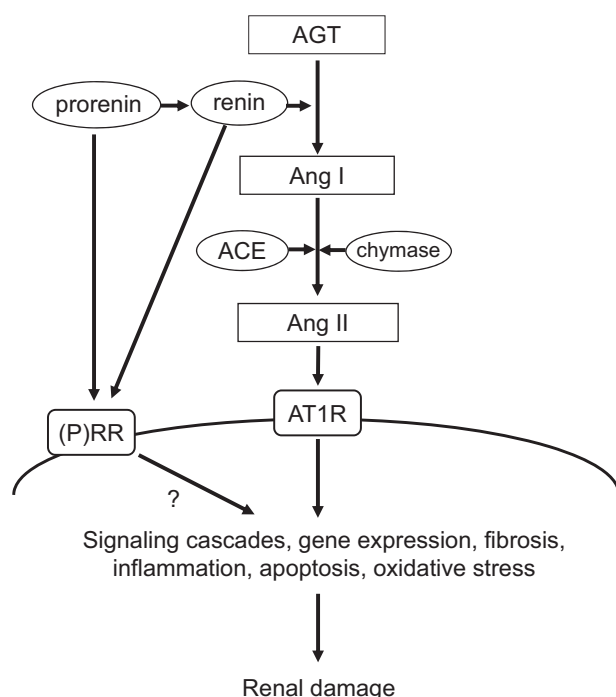 AGT
prorenin
renin
Ang I
ACE
chymase
Ang II
AT1R
(P)RR
?
Signaling cascades, gene expression, fibrosis,
inflammation, apoptosis, oxidative stress
Renal damage